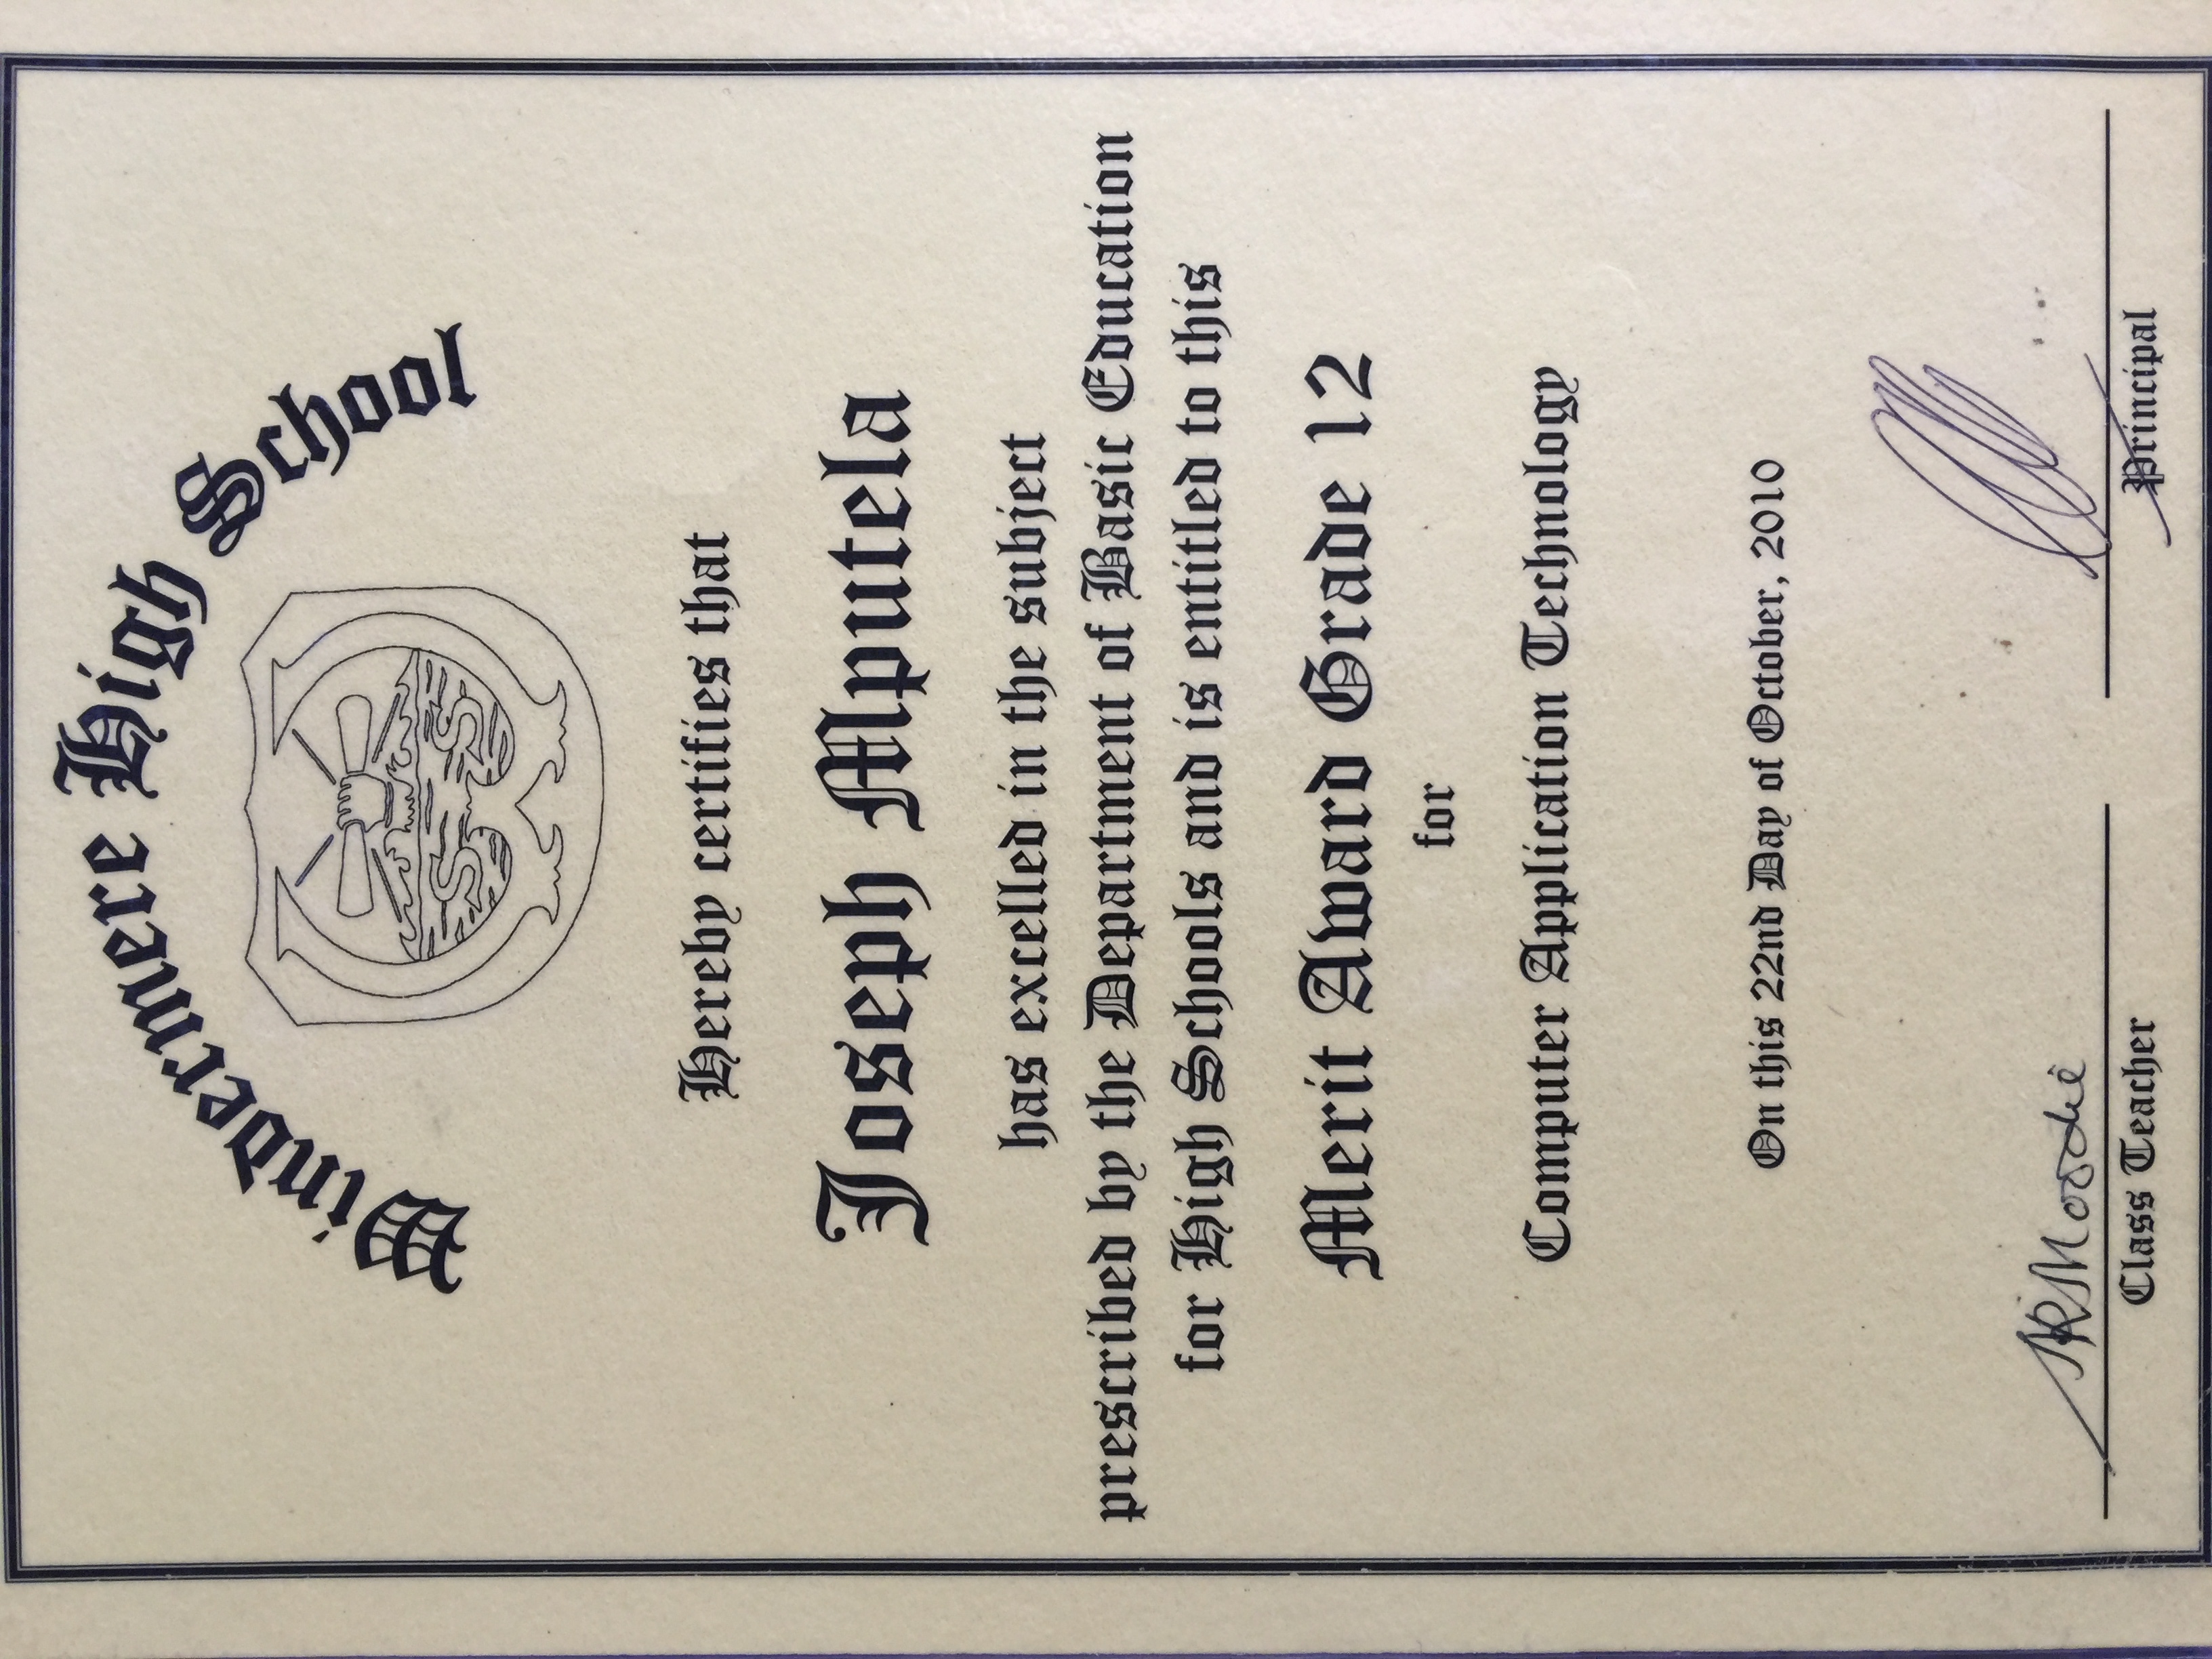 Windermere High School
S S
Hereby certifies that
Joseph Mputela
has excelled in the subject
prescribed by the Department of Basic Education
for High Schools and is entitled to this
Merit Award Grade 12
for
Computer Application Technology
On this 22nd Day of October, 2010
Class Teacher
Principal